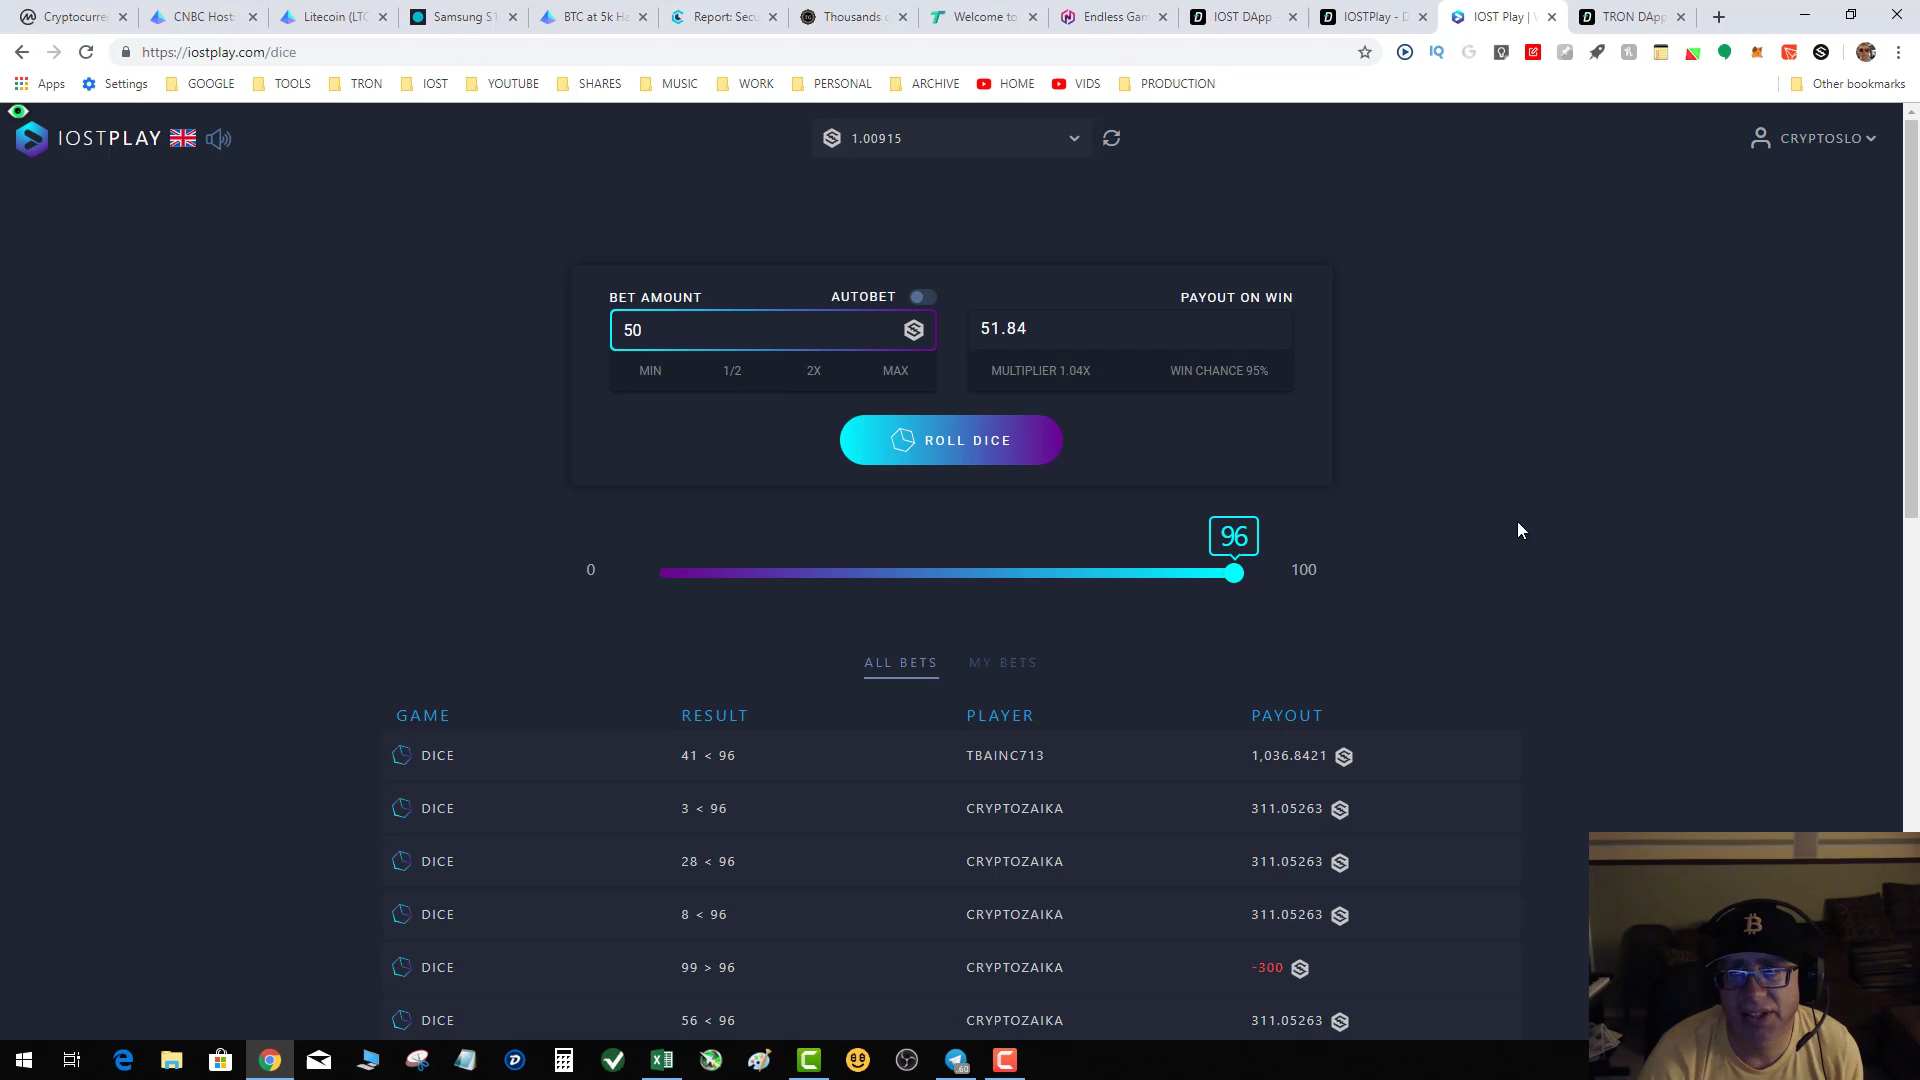 Cryptocurre
CNBC Host:
Litecoin (LTC
Samsung S
BTC at 5k Ha
Report: Secu
Thousands o
Welcome to
Endless Gam
IOST DApp -
IOSTPlay - D
IOST Play | V
TRON DApp
https://iostplay.com/dice
Apps
Settings
GOOGLE
TOOLS
TRON
IOST
YOUTUBE
SHARES
MUSIC
WORK
PERSONAL
ARCHIVE
HOME
VIDS
PRODUCTION
Other bookmarks
IOSTPLAY
1.00915
CRYPTOSLO
BET AMOUNT
AUTOBET
PAYOUT ON WIN
50
51.84
MIN 1/2 2X MAX
MULTIPLIER 1.04X
WIN CHANCE 95%
ROLL DICE
96
0
100
ALL BETS
MY BETS
GAME RESULT PLAYER PAYOUT
DICE 41 < 96 TBAINC713 1,036.8421
DICE 3 < 96 CRYPTOZAIKA 311.05263
DICE 28 < 96 CRYPTOZAIKA 311.05263
DICE 8 < 96 CRYPTOZAIKA 311.05263
DICE 99 > 96 CRYPTOZAIKA -300
DICE 56 < 96 CRYPTOZAIKA 311.05263